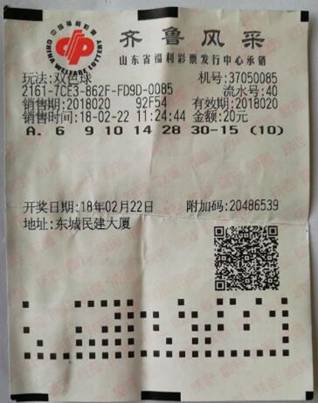 中国福利彩票
CHINA WELFARE LOTTERY
齐鲁风采
山东省福利彩票发行中心承销
玩法:双色球 机号:37050085
2161-7CE3-862F-FD9D-0085 流水号:40
销售期:2018020 92F54 有效期:2018020
销售时间:18-02-22 11:24:44 金额:20元
A. 6 9 10 14 28 30-15 (10)
开奖日期:18年02月22日 附加码:20486539
地址:东城民建大厦